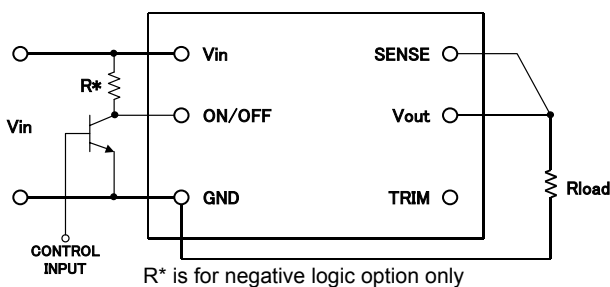 Vin
SENSE
R*
ON/OFF
Vout
Vin
GND
TRIM
Rload
CONTROL
INPUT
R* is for negative logic option only